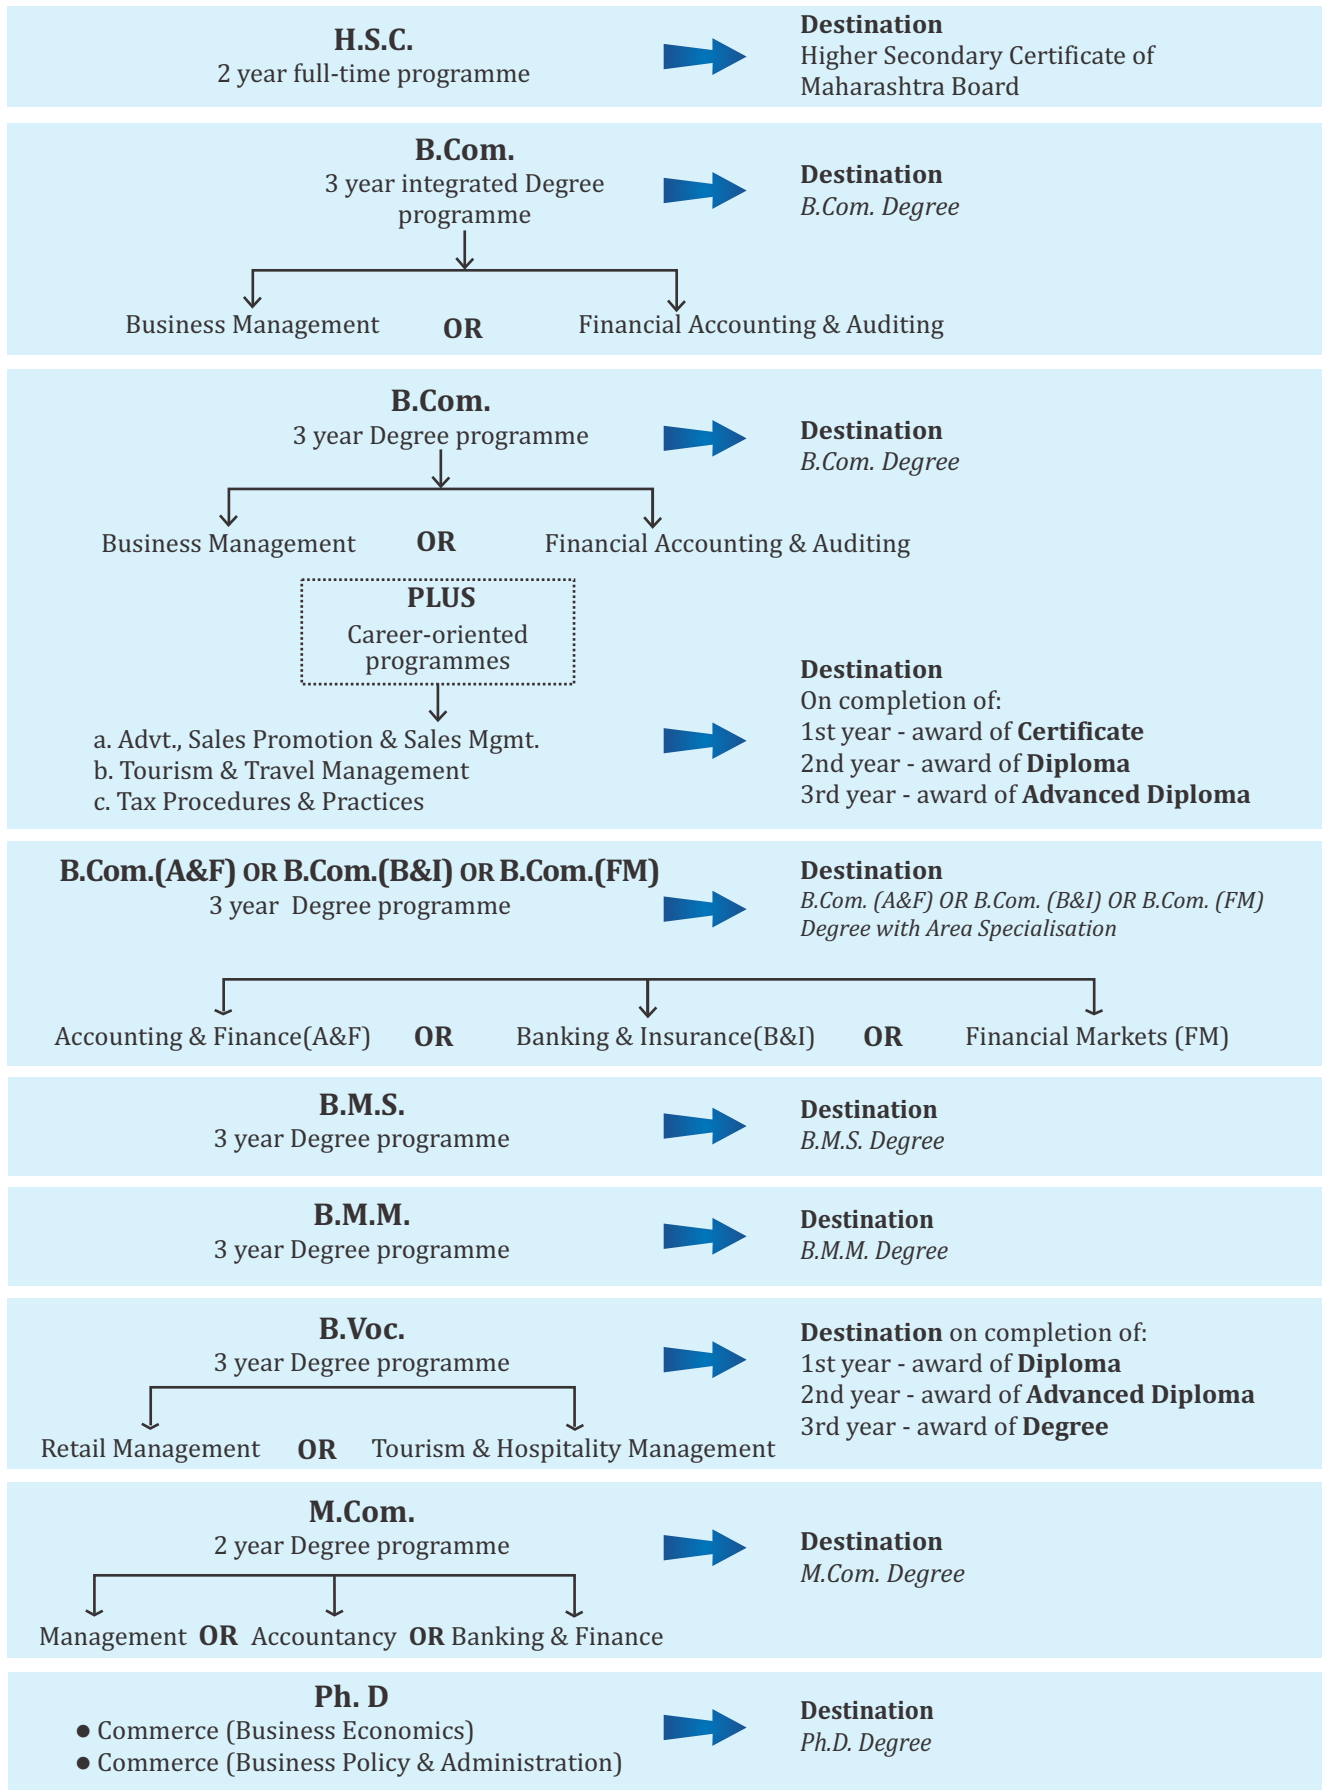 H.S.C.
2 year full-time programme
Destination
Higher Secondary Certificate of
Maharashtra Board
B.Com.
3 year integrated Degree
programme
Destination
B.Com. Degree
Business Management OR Financial Accounting & Auditing
B.Com.
3 year Degree programme
Destination
B.Com. Degree
Business Management OR Financial Accounting & Auditing
PLUS
Career-oriented
programmes
a. Advt., Sales Promotion & Sales Mgmt.
b. Tourism & Travel Management
c. Tax Procedures & Practices
Destination
On completion of:
1st year - award of Certificate
2nd year - award of Diploma
3rd year - award of Advanced Diploma
B.Com.(A&F) OR B.Com.(B&I) OR B.Com.(FM)
3 year Degree programme
Destination
B.Com. (A&F) OR B.Com. (B&I) OR B.Com. (FM)
Degree with Area Specialisation
Accounting & Finance(A&F) OR Banking & Insurance(B&I) OR Financial Markets (FM)
B.M.S.
3 year Degree programme
Destination
B.M.S. Degree
B.M.M.
3 year Degree programme
Destination
B.M.M. Degree
B.Voc.
3 year Degree programme
Retail Management OR Tourism & Hospitality Management
Destination on completion of:
1st year - award of Diploma
2nd year - award of Advanced Diploma
3rd year - award of Degree
M.Com.
2 year Degree programme
Destination
M.Com. Degree
Management OR Accountancy OR Banking & Finance
Ph. D
● Commerce (Business Economics)
● Commerce (Business Policy & Administration)
Destination
Ph.D. Degree